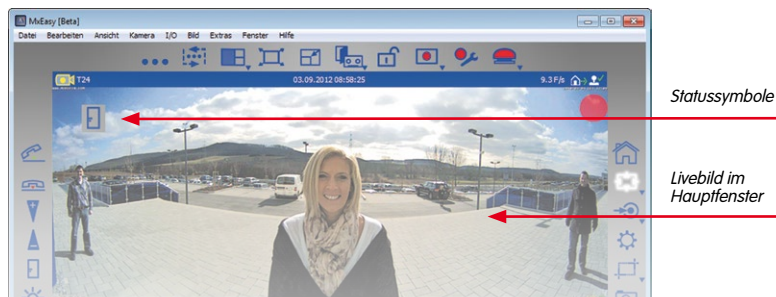 MxEasy [Beta]
Datei Bearbeiten Ansicht Kamera I/O Bild Extras Fenster Hilfe
T24 03.09.2012 08:58:25 9.3 F/s
Statussymbole
Livebild im
Hauptfenster